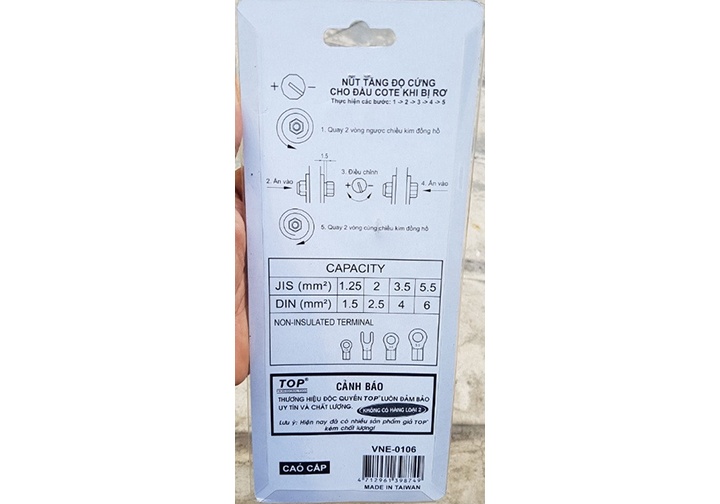 NÚT TĂNG ĐỘ CỨNG
CHO ĐẦU COTE KHI BỊ RƠ
Thực hiện các bước: 1 -> 2 -> 3 -> 4 -> 5
+ -
1. Quay 2 vòng ngược chiều kim đồng hồ
1.5
2. Ấn vào
3. Điều chỉnh
+ -
4. Ấn vào
5. Quay 2 vòng cùng chiều kim đồng hồ
CAPACITY
JIS (mm²) 1.25 2 3.5 5.5
DIN (mm²) 1.5 2.5 4 6
NON-INSULATED TERMINAL
TOP® CẢNH BÁO
THƯƠNG HIỆU ĐỘC QUYỀN TOP® LUÔN ĐẢM BẢO
UY TÍN VÀ CHẤT LƯỢNG. KHÔNG CÓ HÀNG LOẠI 2
Lưu ý: Hiện nay đã có nhiều sản phẩm giả TOP®
kém chất lượng!
VNE-0106
CAO CẤP
4 712961 398749
MADE IN TAIWAN